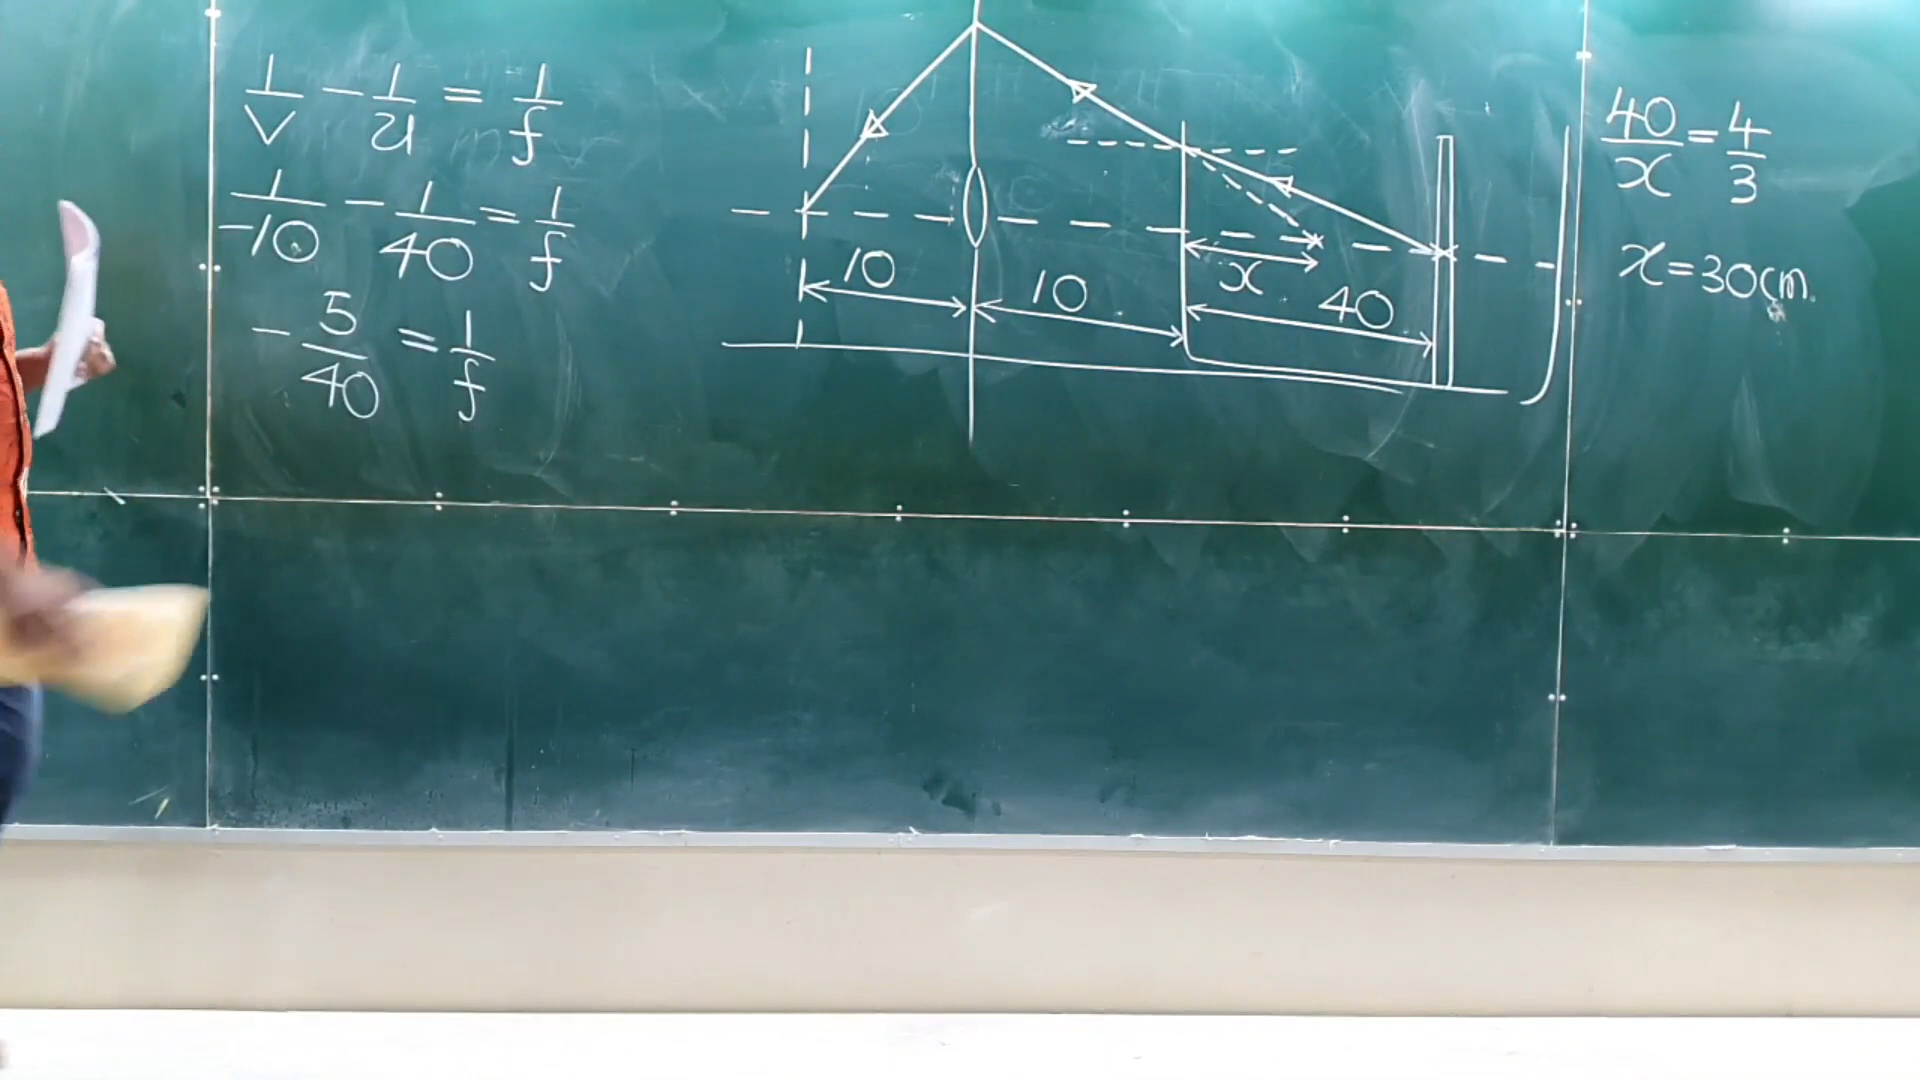 1/v - 1/u = 1/f
1/-10 - 1/40 = 1/f
- 5/40 = 1/f
10
10
x
40
40/x = 4/3
x = 30cm.